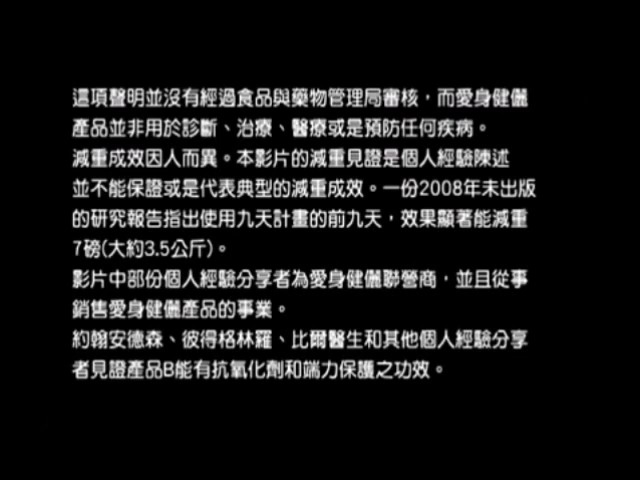 這項聲明並沒有經過食品與藥物管理局審核，而愛身健儷
產品並非用於診斷、治療、醫療或是預防任何疾病。
減重成效因人而異。本影片的減重見證是個人經驗陳述
並不能保證或是代表典型的減重成效。一份2008年未出版
的研究報告指出使用九天計畫的前九天，效果顯著能減重
7磅(大約3.5公斤)。
影片中部份個人經驗分享者為愛身健儷聯營商，並且從事
銷售愛身健儷產品的事業。
約翰安德森、彼得格林羅、比爾醫生和其他個人經驗分享
者見證產品B能有抗氧化劑和端力保護之功效。